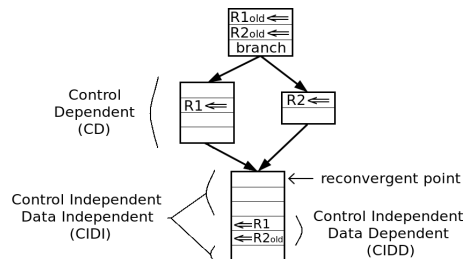 R1old ⇐
R2old ⇐
branch
Control
Dependent
(CD)
R1 ⇐
R2 ⇐
← reconvergent point
Control Independent
Data Independent
(CIDI)
⇐ R1
⇐ R2old
Control Independent
Data Dependent
(CIDD)